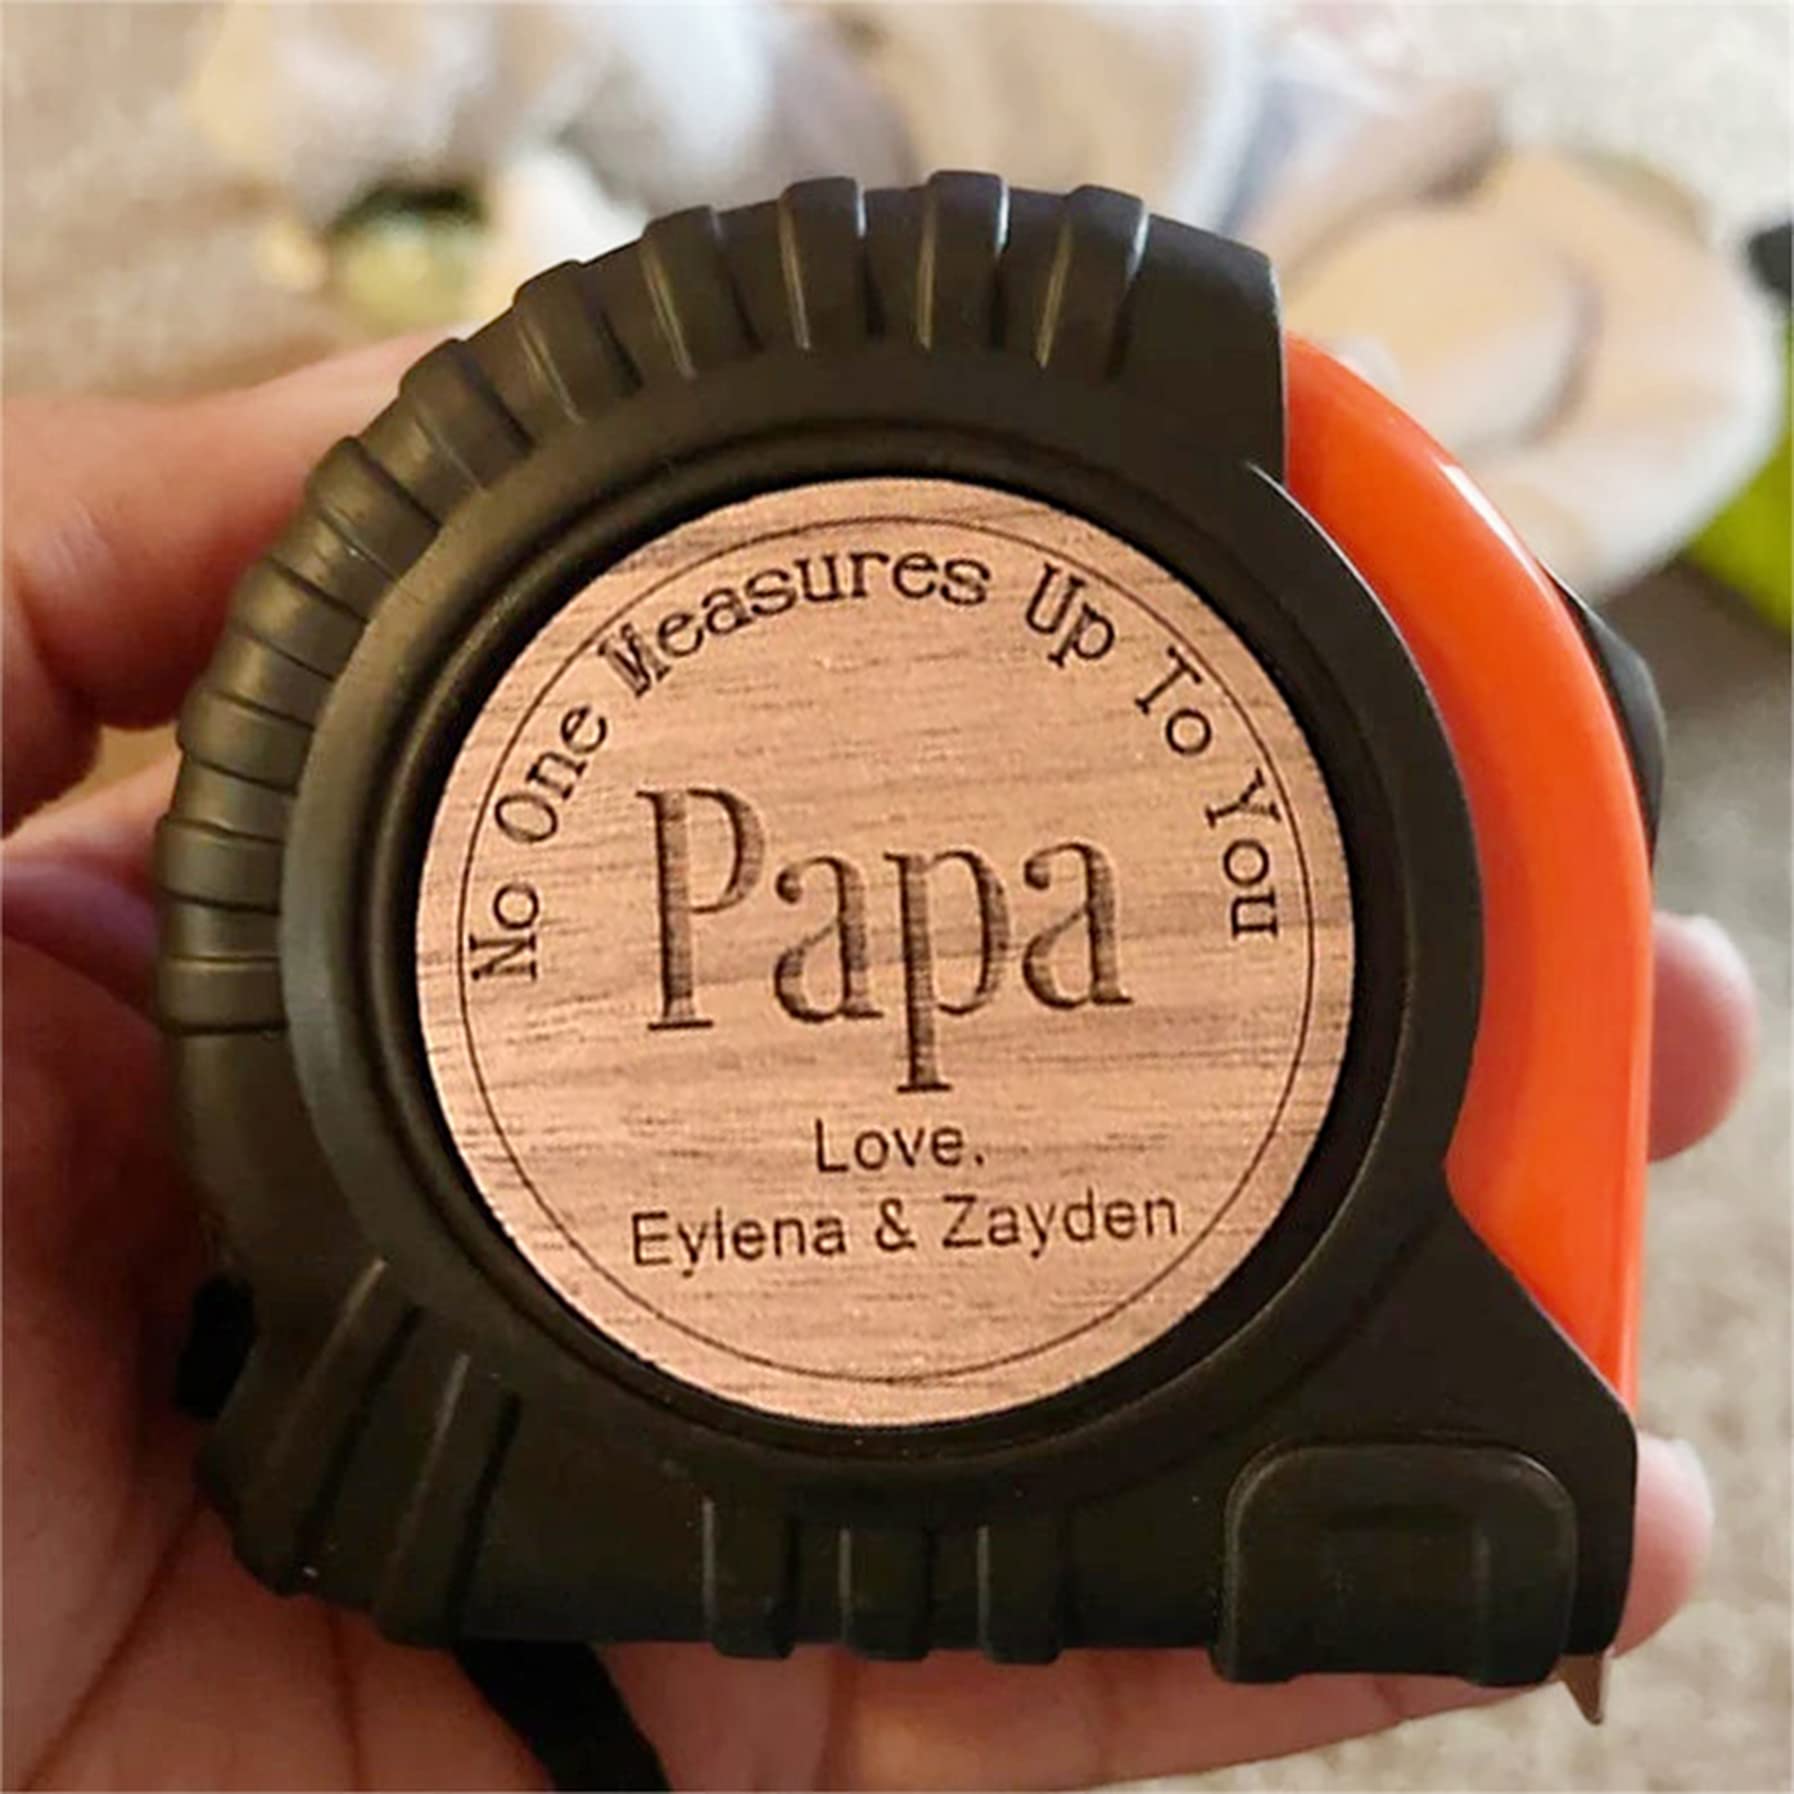 No One Measures Up To You
Papa
Love,
Eylena & Zayden